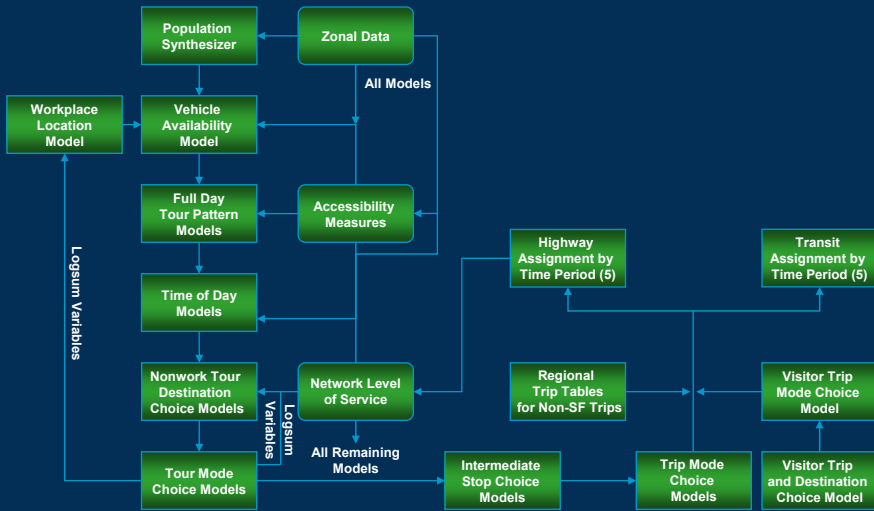 Population
Synthesizer
Zonal Data
All Models
Workplace
Location
Model
Vehicle
Availability
Model
Full Day
Tour Pattern
Models
Accessibility
Measures
Highway
Assignment by
Time Period (5)
Transit
Assignment by
Time Period (5)
Logsum Variables
Time of Day
Models
Nonwork Tour
Destination
Choice Models
Logsum
Variables
Network Level
of Service
Regional
Trip Tables
for Non-SF Trips
Visitor Trip
Mode Choice
Model
All Remaining
Models
Tour Mode
Choice Models
Intermediate
Stop Choice
Models
Trip Mode
Choice
Models
Visitor Trip
and Destination
Choice Model